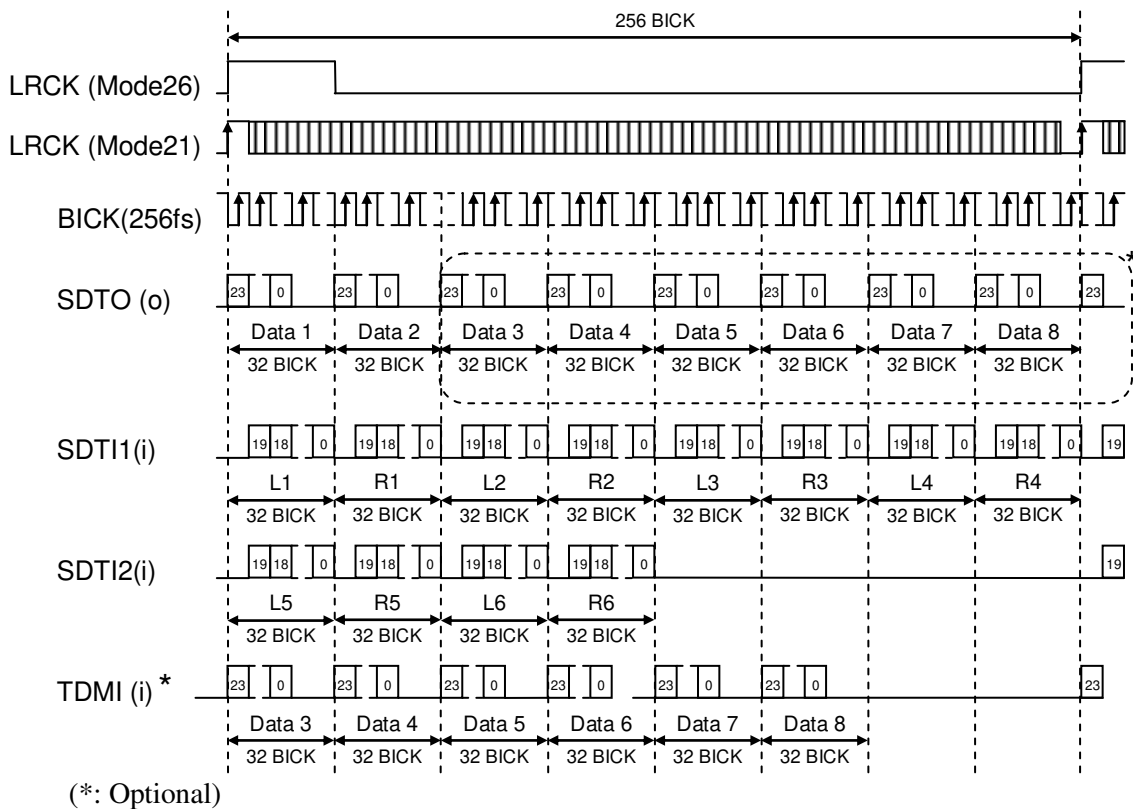 256 BICK
LRCK (Mode26)
LRCK (Mode21)
BICK(256fs)
*
SDTO (o)
23 0 23 0 23 0 23 0 23 0 23 0 23 0 23 0 23
Data 1 Data 2 Data 3 Data 4 Data 5 Data 6 Data 7 Data 8
32 BICK 32 BICK 32 BICK 32 BICK 32 BICK 32 BICK 32 BICK 32 BICK
SDTI1(i)
19 18 0 19 18 0 19 18 0 19 18 0 19 18 0 19 18 0 19 18 0 19 18 0 19
L1 R1 L2 R2 L3 R3 L4 R4
32 BICK 32 BICK 32 BICK 32 BICK 32 BICK 32 BICK 32 BICK 32 BICK
SDTI2(i)
19 18 0 19 18 0 19 18 0 19 18 0 19
L5 R5 L6 R6
32 BICK 32 BICK 32 BICK 32 BICK
TDMI (i) *
23 0 23 0 23 0 23 0 23 0 23 0 23
Data 3 Data 4 Data 5 Data 6 Data 7 Data 8
32 BICK 32 BICK 32 BICK 32 BICK 32 BICK 32 BICK
(*: Optional)